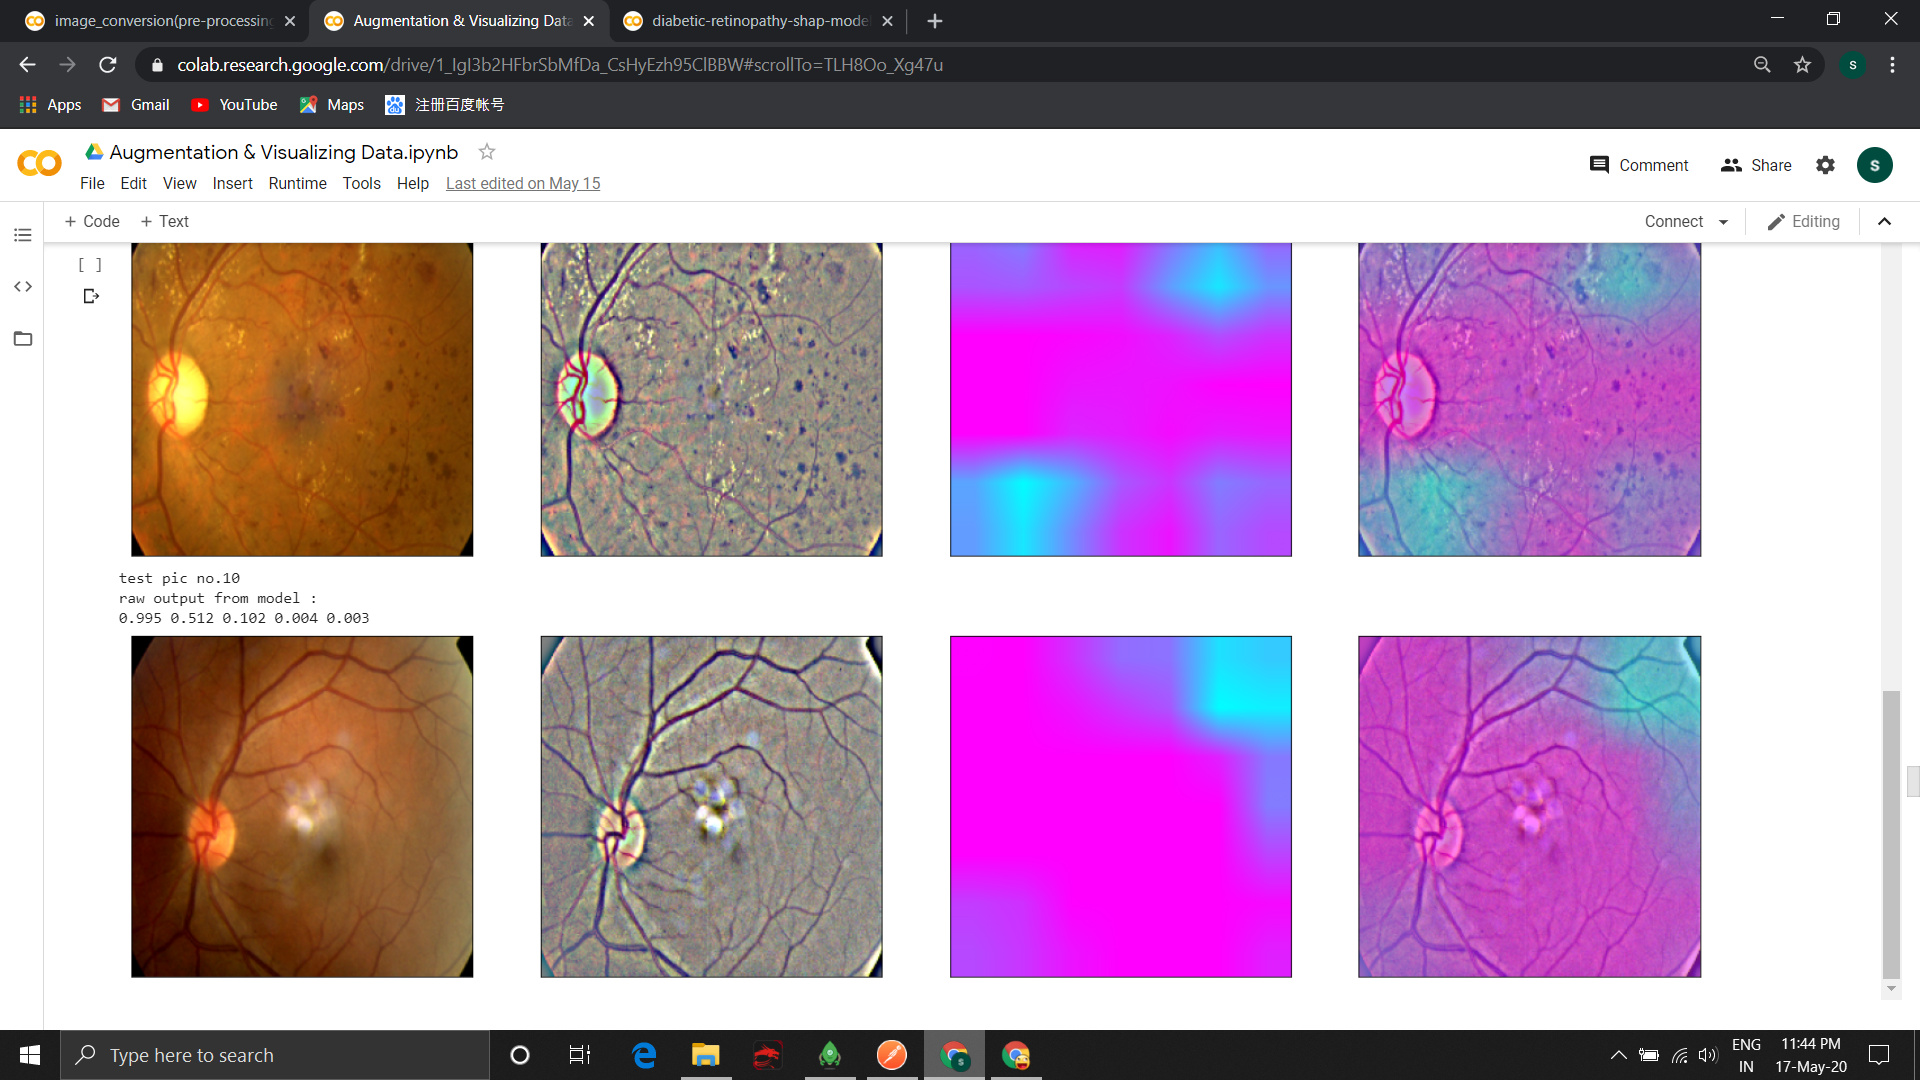 image_conversion(pre-processing
Augmentation & Visualizing Data
diabetic-retinopathy-shap-model
colab.research.google.com/drive/1_IgI3b2HFbrSbMfDa_CsHyEzh95ClBBW#scrollTo=TLH8Oo_Xg47u
s
Apps
Gmail
YouTube
Maps
注册百度帐号
Augmentation & Visualizing Data.ipynb
File Edit View Insert Runtime Tools Help Last edited on May 15
Comment
Share
S
+ Code + Text
Connect
Editing
[ ]
test pic no.10
raw output from model :
0.995 0.512 0.102 0.004 0.003
Type here to search
ENG
IN
11:44 PM
17-May-20